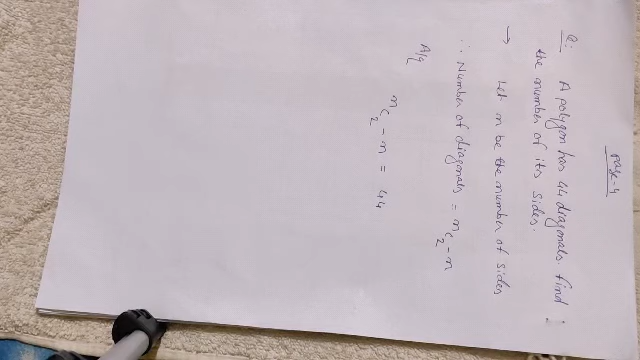 Page-4
Q: A polygon has 44 diagonals. Find
the number of its sides.
→ Let n be the number of sides
∴ Number of diagonals = nC2 - n
A/q
nC2 - n = 44